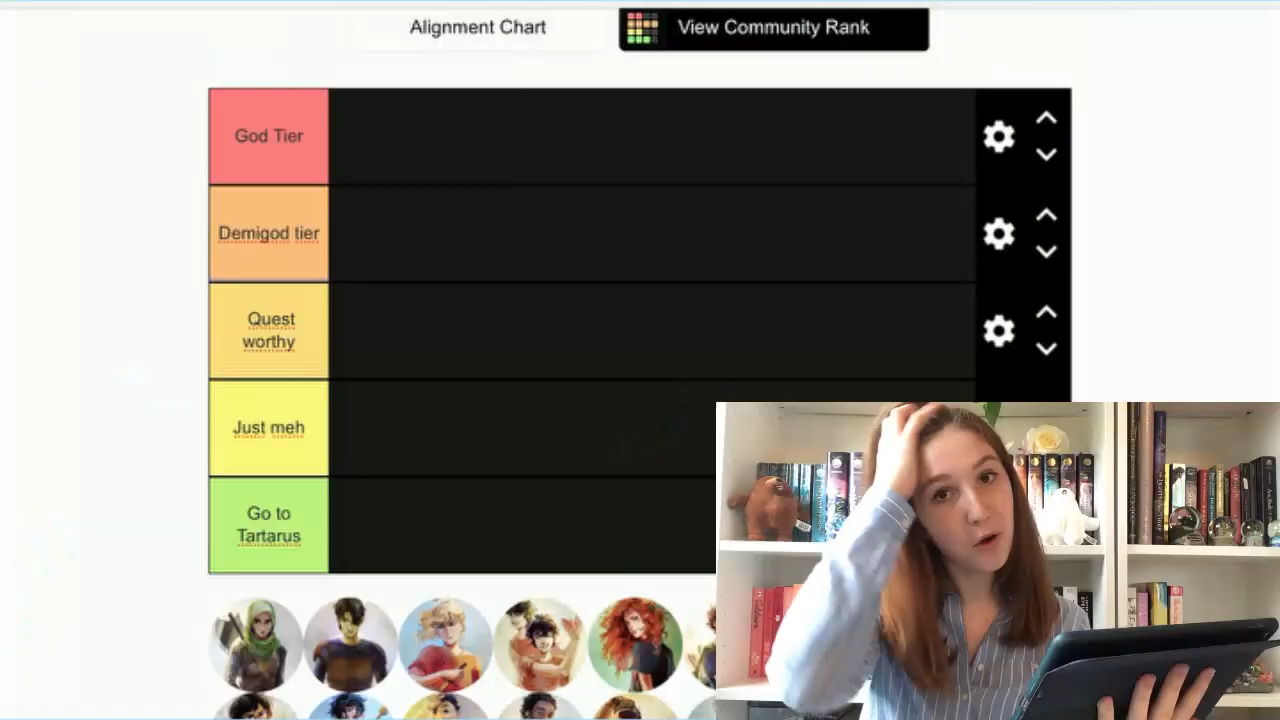 Alignment Chart
View Community Rank
God Tier
Demigod tier
Quest
worthy
Just meh
Go to
Tartarus